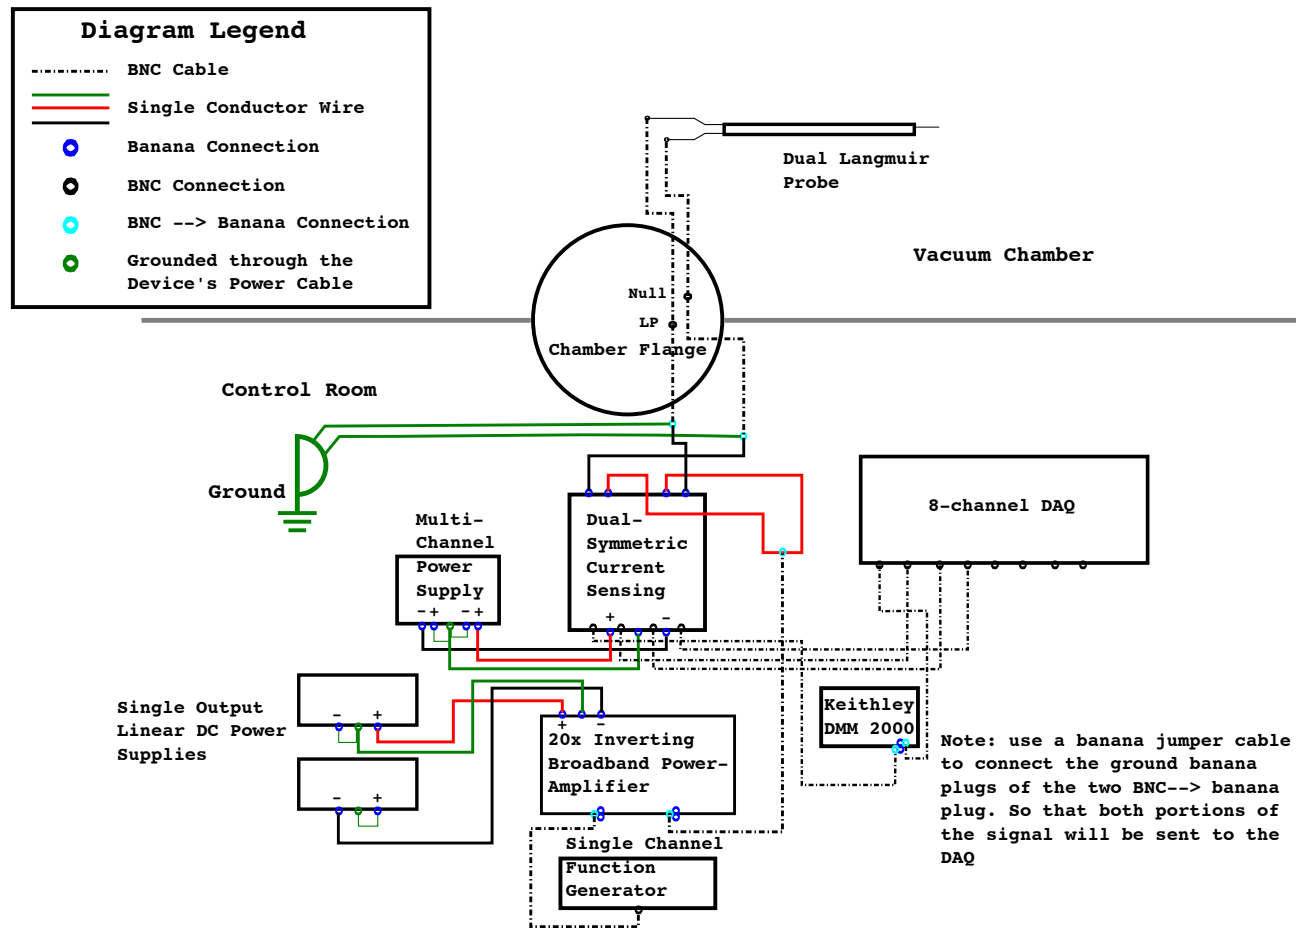 Diagram Legend
BNC Cable
Single Conductor Wire
Banana Connection
BNC Connection
BNC --> Banana Connection
Grounded through the
Device's Power Cable
Dual Langmuir
Probe
Vacuum Chamber
Null
LP
Chamber Flange
Control Room
Ground
Multi-
Channel
Power
Supply
- + - +
Dual-
Symmetric
Current
Sensing
+ -
8-channel DAQ
Single Output
Linear DC Power
Supplies
- +
- +
+ -
20x Inverting
Broadband Power-
Amplifier
Keithley
DMM 2000
Note: use a banana jumper cable
to connect the ground banana
plugs of the two BNC--> banana
plug. So that both portions of
the signal will be sent to the
DAQ
Single Channel
Function
Generator